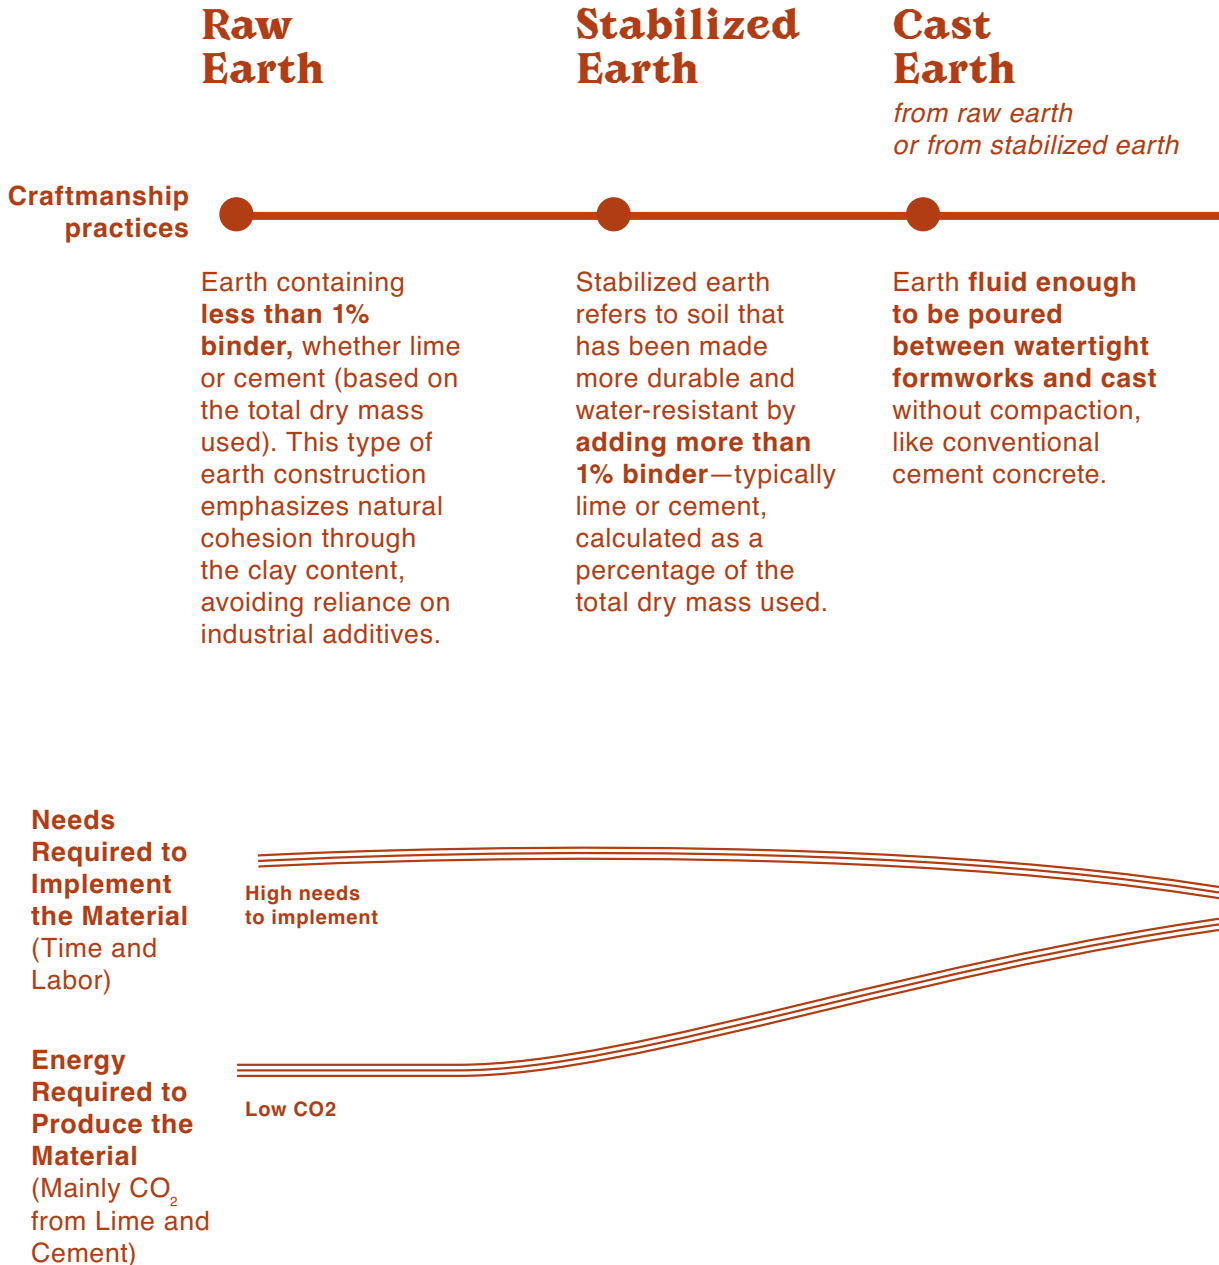 Raw
Earth
Stabilized
Earth
Cast
Earth
from raw earth
or from stabilized earth
Craftmanship
practices
Earth containing
less than 1%
binder, whether lime
or cement (based on
the total dry mass
used). This type of
earth construction
emphasizes natural
cohesion through
the clay content,
avoiding reliance on
industrial additives.
Stabilized earth
refers to soil that
has been made
more durable and
water-resistant by
adding more than
1% binder—typically
lime or cement,
calculated as a
percentage of the
total dry mass used.
Earth fluid enough
to be poured
between watertight
formworks and cast
without compaction,
like conventional
cement concrete.
Needs
Required to
Implement
the Material
(Time and
Labor)
High needs
to implement
Energy
Required to
Produce the
Material
(Mainly CO₂
from Lime and
Cement)
Low CO2